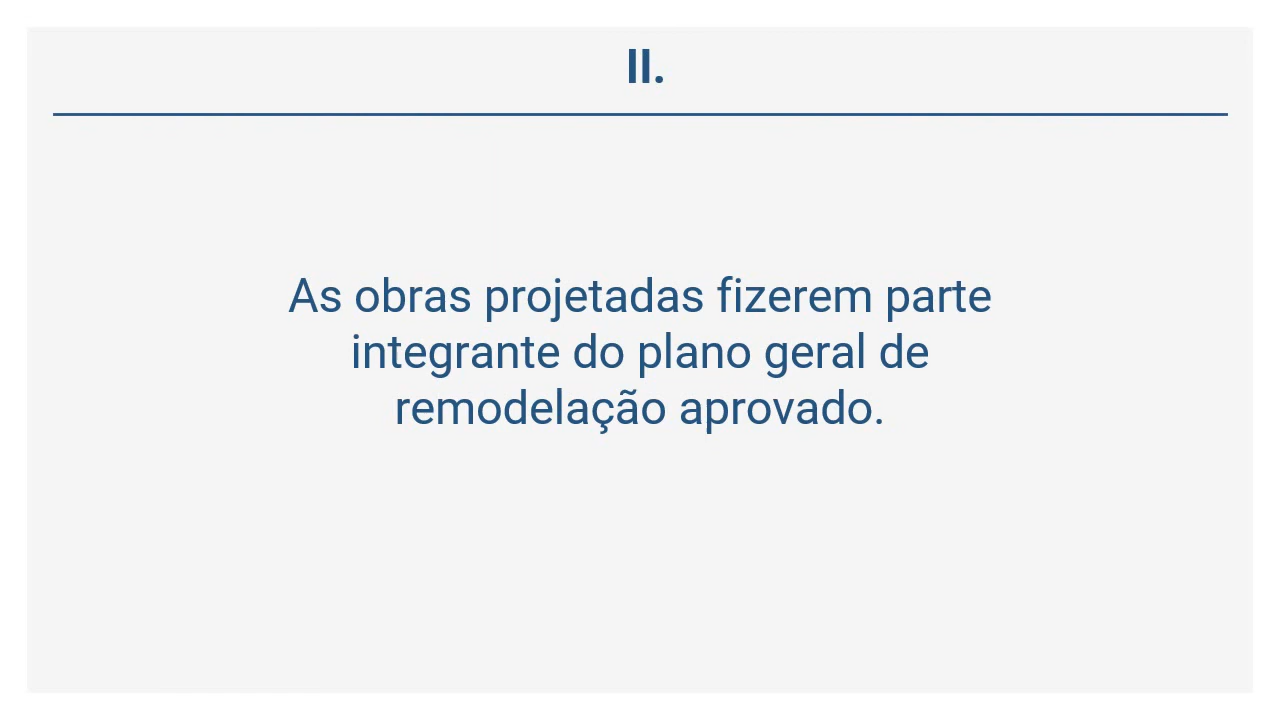 II.
As obras projetadas fizerem parte
integrante do plano geral de
remodelação aprovado.